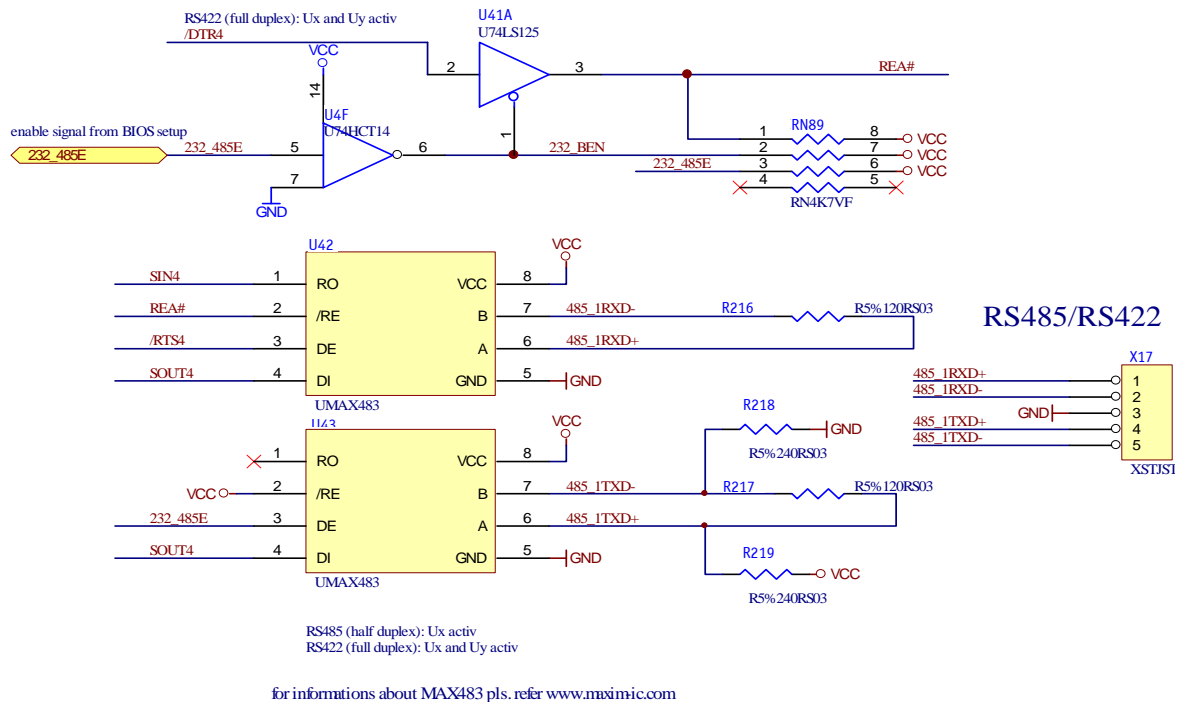 RS422 (full duplex): Ux and Uy activ
/DTR4
VCC
14
U41A
U74LS125
2
3
REA#
1
enable signal from BIOS setup
232_485E
232_485E
5
U4F
U74HCT14
6
7
GND
232_BEN
232_485E
RN89
1
8
VCC
2
7
VCC
3
6
VCC
4
5
RN4K7VF
U42
SIN4
1
RO
VCC
8
VCC
REA#
2
/RE
B
7
485_1RXD-
R216
R5%120RS03
/RTS4
3
DE
A
6
485_1RXD+
SOUT4
4
DI
GND
5
GND
UMAX483
RS485/RS422
X17
485_1RXD+
1
485_1RXD-
2
GND
3
485_1TXD+
4
485_1TXD-
5
XSTJST
U43
1
RO
VCC
8
VCC
VCC
2
/RE
B
7
485_1TXD-
R217
R5%120RS03
232_485E
3
DE
A
6
485_1TXD+
SOUT4
4
DI
GND
5
GND
UMAX483
R218
GND
R5%240RS03
R219
VCC
R5%240RS03
RS485 (half duplex): Ux activ
RS422 (full duplex): Ux and Uy activ
for informations about MAX483 pls. refer www.maxim-ic.com